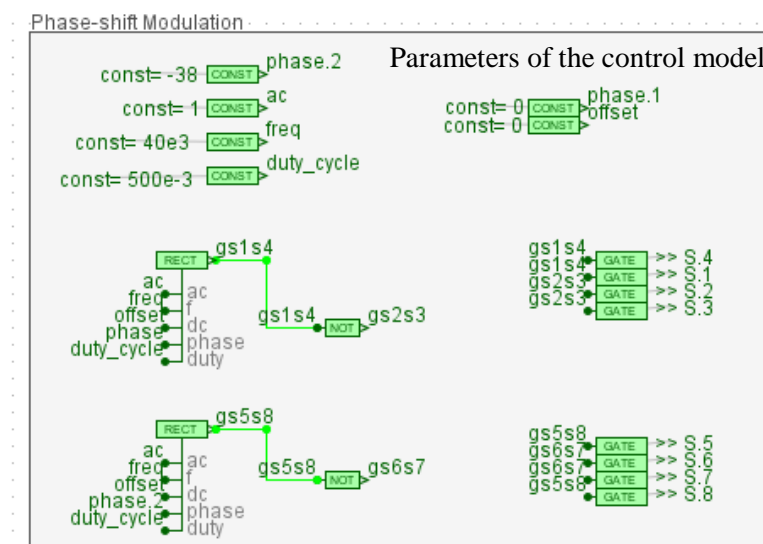 Phase-shift Modulation
Parameters of the control model
const= -38 CONST phase.2
const= 1 CONST ac
const= 40e3 CONST freq
const= 500e-3 CONST duty_cycle
const= 0 CONST phase.1
const= 0 CONST offset
RECT gs1s4
ac ac
freq f
offset dc
phase phase
duty_cycle duty
gs1s4 NOT gs2s3
gs1s4 GATE >> S.4
gs1s4 GATE >> S.1
gs2s3 GATE >> S.2
gs2s3 GATE >> S.3
RECT gs5s8
ac ac
freq f
offset dc
phase.2 phase
duty_cycle duty
gs5s8 NOT gs6s7
gs5s8 GATE >> S.5
gs6s7 GATE >> S.6
gs6s7 GATE >> S.7
gs5s8 GATE >> S.8